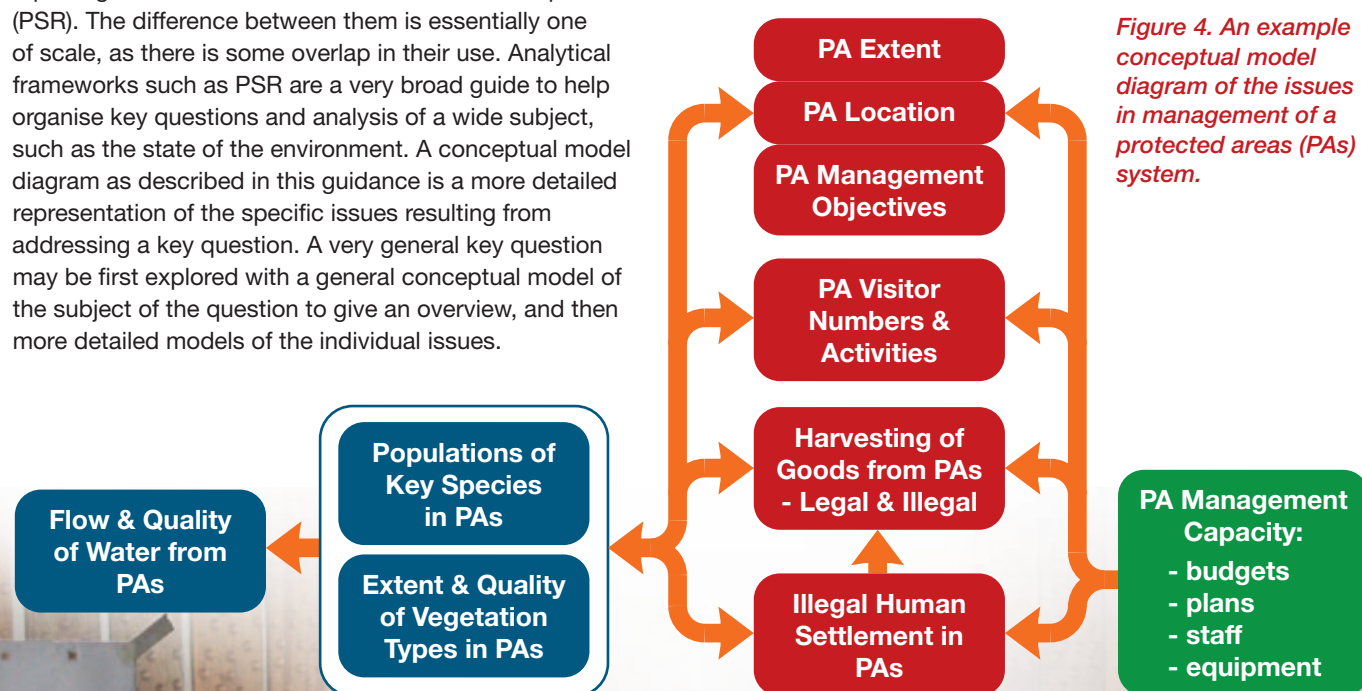 (PSR). The difference between them is essentially one
of scale, as there is some overlap in their use. Analytical
frameworks such as PSR are a very broad guide to help
organise key questions and analysis of a wide subject,
such as the state of the environment. A conceptual model
diagram as described in this guidance is a more detailed
representation of the specific issues resulting from
addressing a key question. A very general key question
may be first explored with a general conceptual model of
the subject of the question to give an overview, and then
more detailed models of the individual issues.
Figure 4. An example
conceptual model
diagram of the issues
in management of a
protected areas (PAs)
system.
PA Extent
PA Location
PA Management
Objectives
PA Visitor
Numbers &
Activities
Harvesting of
Goods from PAs
- Legal & Illegal
Illegal Human
Settlement in
PAs
Populations of
Key Species
in PAs
Extent & Quality
of Vegetation
Types in PAs
Flow & Quality
of Water from
PAs
PA Management
Capacity:
- budgets
- plans
- staff
- equipment